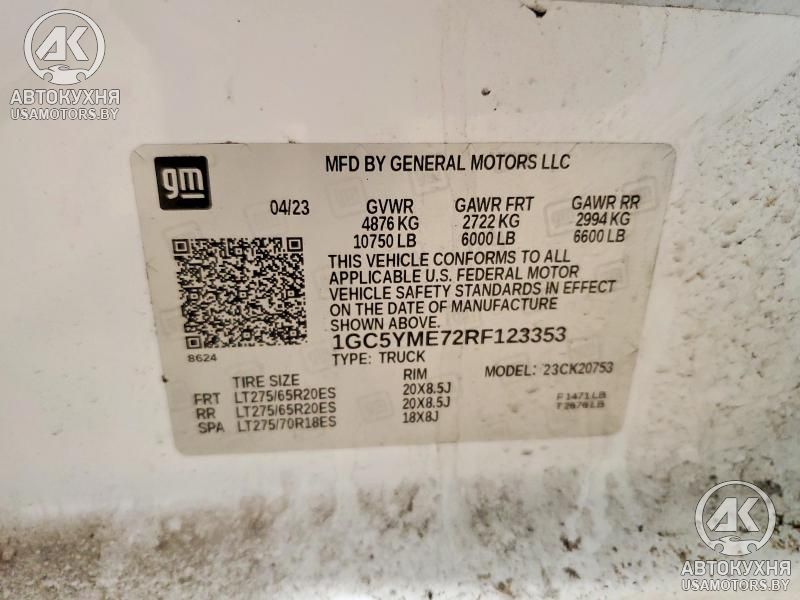 AK
АВТОКУХНЯ
USAMOTORS.BY
gm
MFD BY GENERAL MOTORS LLC
04/23 GVWR GAWR FRT GAWR RR
4876 KG 2722 KG 2994 KG
10750 LB 6000 LB 6600 LB
THIS VEHICLE CONFORMS TO ALL
APPLICABLE U.S. FEDERAL MOTOR
VEHICLE SAFETY STANDARDS IN EFFECT
ON THE DATE OF MANUFACTURE
SHOWN ABOVE.
8624
1GC5YME72RF123353
TYPE: TRUCK MODEL: 23CK20753
TIRE SIZE RIM
FRT LT275/65R20ES 20X8.5J F1471LB
RR LT275/65R20ES 20X8.5J T2676LB
SPA LT275/70R18ES 18X8J
AK
АВТОКУХНЯ
USAMOTORS.BY